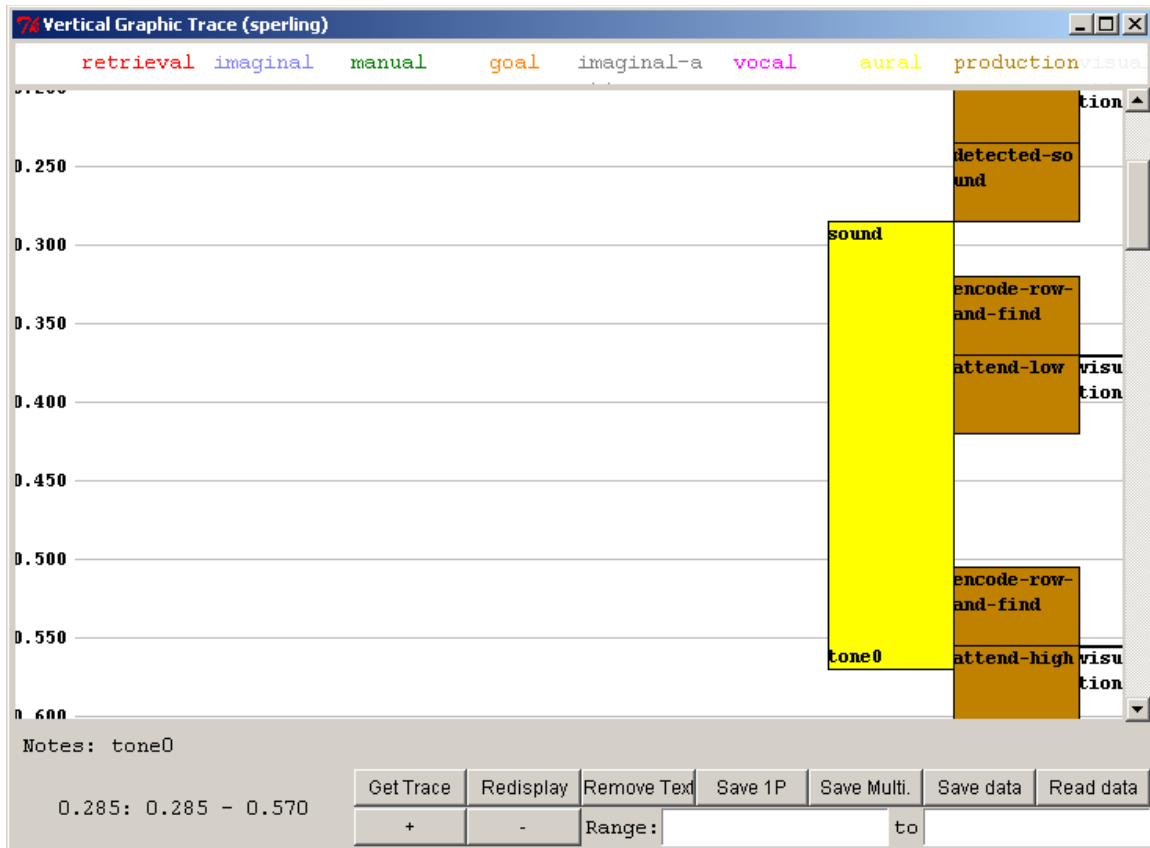 Vertical Graphic Trace (sperling)
retrieval imaginal manual goal imaginal-a vocal aural production visual
tion
0.250
detected-so
und
0.300
sound
encode-row-
and-find
0.350
attend-low visu
tion
0.400
0.450
0.500
encode-row-
and-find
0.550
tone0
attend-high visu
tion
0.600
Notes: tone0
0.285: 0.285 - 0.570
Get Trace Redisplay Remove Text Save 1P Save Multi. Save data Read data
+ - Range: to